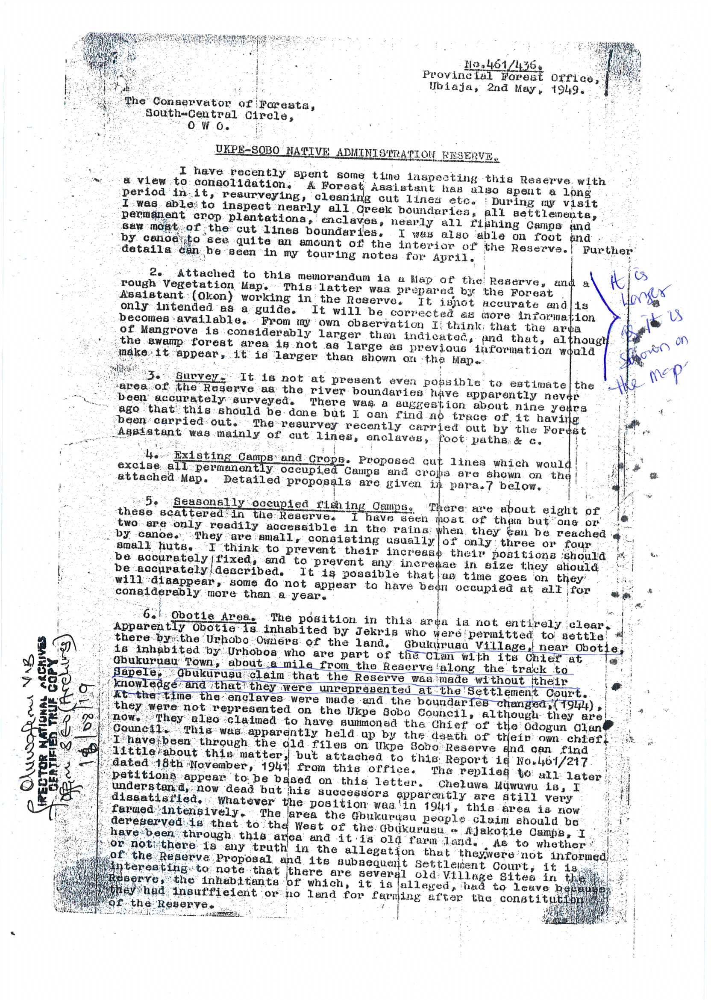 No.461/436.
Provincial Forest Office,
Ubiaja, 2nd May, 1949.
The Conservator of Forests,
South-Central Circle,
O W O.
UKPE-SOBO NATIVE ADMINISTRATION RESERVE.
I have recently spent some time inspecting this Reserve with
a view to consolidation. A Forest Assistant has also spent a long
period in it, resurveying, cleaning cut lines etc. During my visit
I was able to inspect nearly all Creek boundaries, all settlements,
permanent crop plantations, enclaves, nearly all fishing Camps and
saw most of the cut lines boundaries. I was also able on foot and
by canoe to see quite an amount of the interior of the Reserve. Further
details can be seen in my touring notes for April.
2. Attached to this memorandum is a Map of the Reserve, and a
rough Vegetation Map. This latter was prepared by the Forest
Assistant (Okon) working in the Reserve. It is not accurate and is
only intended as a guide. It will be corrected as more information
becomes available. From my own observation I think that the area
of Mangrove is considerably larger than indicated, and that, although
the swamp forest area is not as large as previous information would
make it appear, it is larger than shown on the Map.
It is
Larger
as it is
shown on
the map
3. Survey. It is not at present even possible to estimate the
area of the Reserve as the river boundaries have apparently never
been accurately surveyed. There was a suggestion about nine years
ago that this should be done but I can find no trace of it having
been carried out. The resurvey recently carried out by the Forest
Assistant was mainly of cut lines, enclaves, foot paths & c.
4. Existing Camps and Crops. Proposed cut lines which would
excise all permanently occupied Camps and crops are shown on the
attached Map. Detailed proposals are given in para.7 below.
5. Seasonally occupied fishing Camps. There are about eight of
these scattered in the Reserve. I have seen most of them but one or
two are only readily accessible in the rains when they can be reached
by canoe. They are small, consisting usually of only three or four
small huts. I think to prevent their increase their positions should
be accurately fixed, and to prevent any increase in size they should
be accurately described. It is possible that as time goes on they
will disappear, some do not appear to have been occupied at all for
considerably more than a year.
6. Obotie Area. The position in this area is not entirely clear.
Apparently Obotie is inhabited by Jekris who were permitted to settle
there by the Urhobo Owners of the land. Gbukurusu Village, near Obotie,
is inhabited by Urhobos who are part of the Clan with its Chief at
Gbukurusu Town, about a mile from the Reserve along the track to
Sapele. Gbukurusu claim that the Reserve was made without their
knowledge and that they were unrepresented at the Settlement Court.
At the time the enclaves were made and the boundaries changed,(1944),
they were not represented on the Ukpe Sobo Council, although they are
now. They also claimed to have summoned the Chief of the Odogun Clan
Council. This was apparently held up by the death of their own chief.
I have been through the old files on Ukpe Sobo Reserve and can find
little about this matter, but attached to this Report is No.461/217
dated 18th November, 1941 from this office. The replies to all later
petitions appear to be based on this letter. Cheluwa Muwuwu is, I
understand, now dead but his successors apparently are still very
dissatisfied. Whatever the position was in 1941, this area is now
farmed intensively. The area the Gbukurusu people claim should be
dereserved is that to the West of the Gbukurusu - Ajakotie Camps, I
have been through this area and it is old farm land. As to whether
or not there is any truth in the allegation that they were not informed
of the Reserve Proposal and its subsequent Settlement Court, it is
interesting to note that there are several old Village Sites in the
Reserve, the inhabitants of which, it is alleged, had to leave because
they had insufficient or no land for farming after the constitution
of the Reserve.
Oluwafemi
IRECTOR NATIONAL ARCHIVES
CERTIFIED TRUE COPY
(Archives)